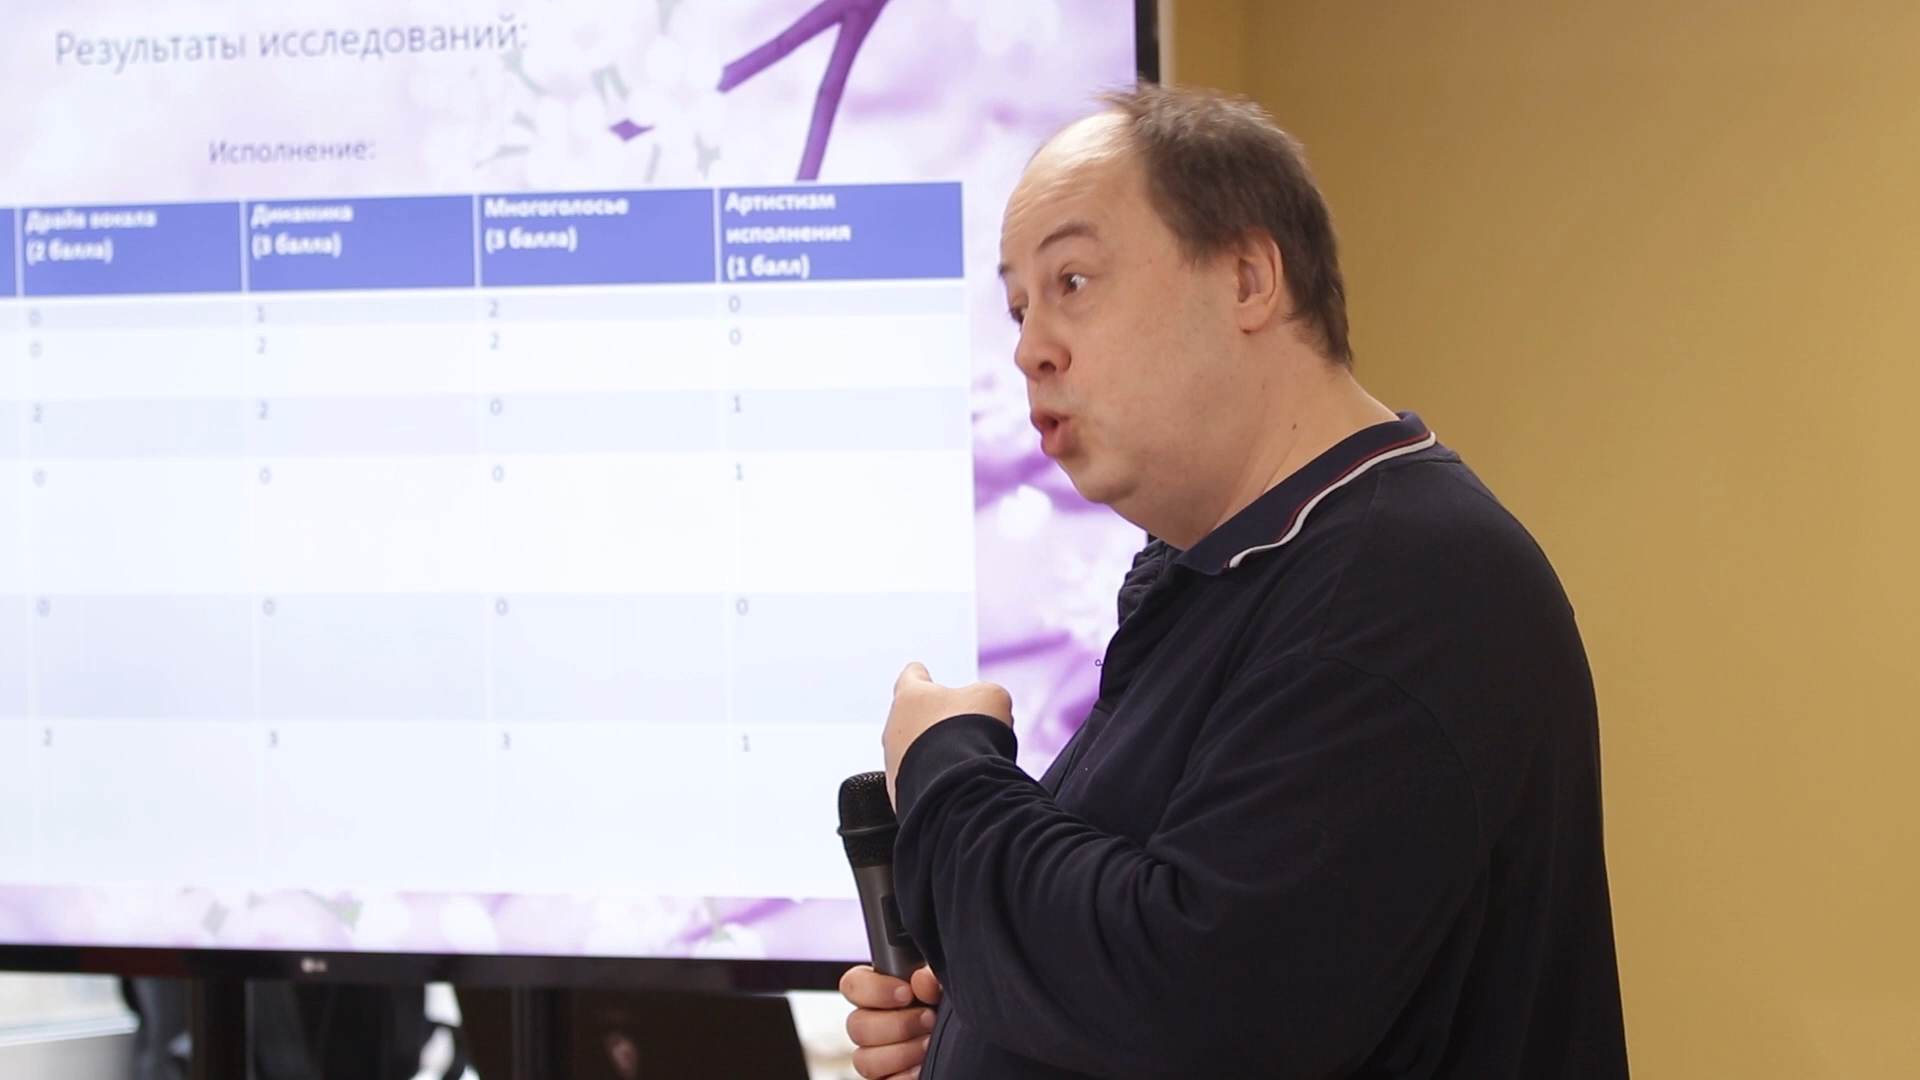 Результаты исследований:
Исполнение:
Драйв вокала
(2 балла)
Динамика
(3 балла)
Многоголосье
(3 балла)
Артистизм
исполнения
(1 балл)
0 1 2 0
0 2 2 0
2 2 0 1
0 0 0 1
0 0 0 0
2 3 3 1
LG